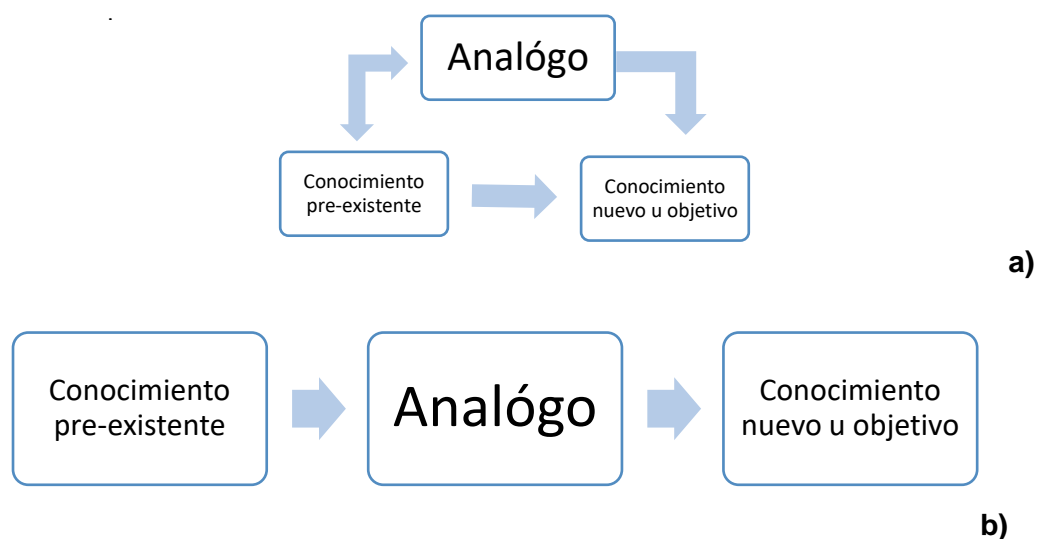 Analógo
Conocimiento
pre-existente
Conocimiento
nuevo u objetivo
a)
Conocimiento
pre-existente
Analógo
Conocimiento
nuevo u objetivo
b)